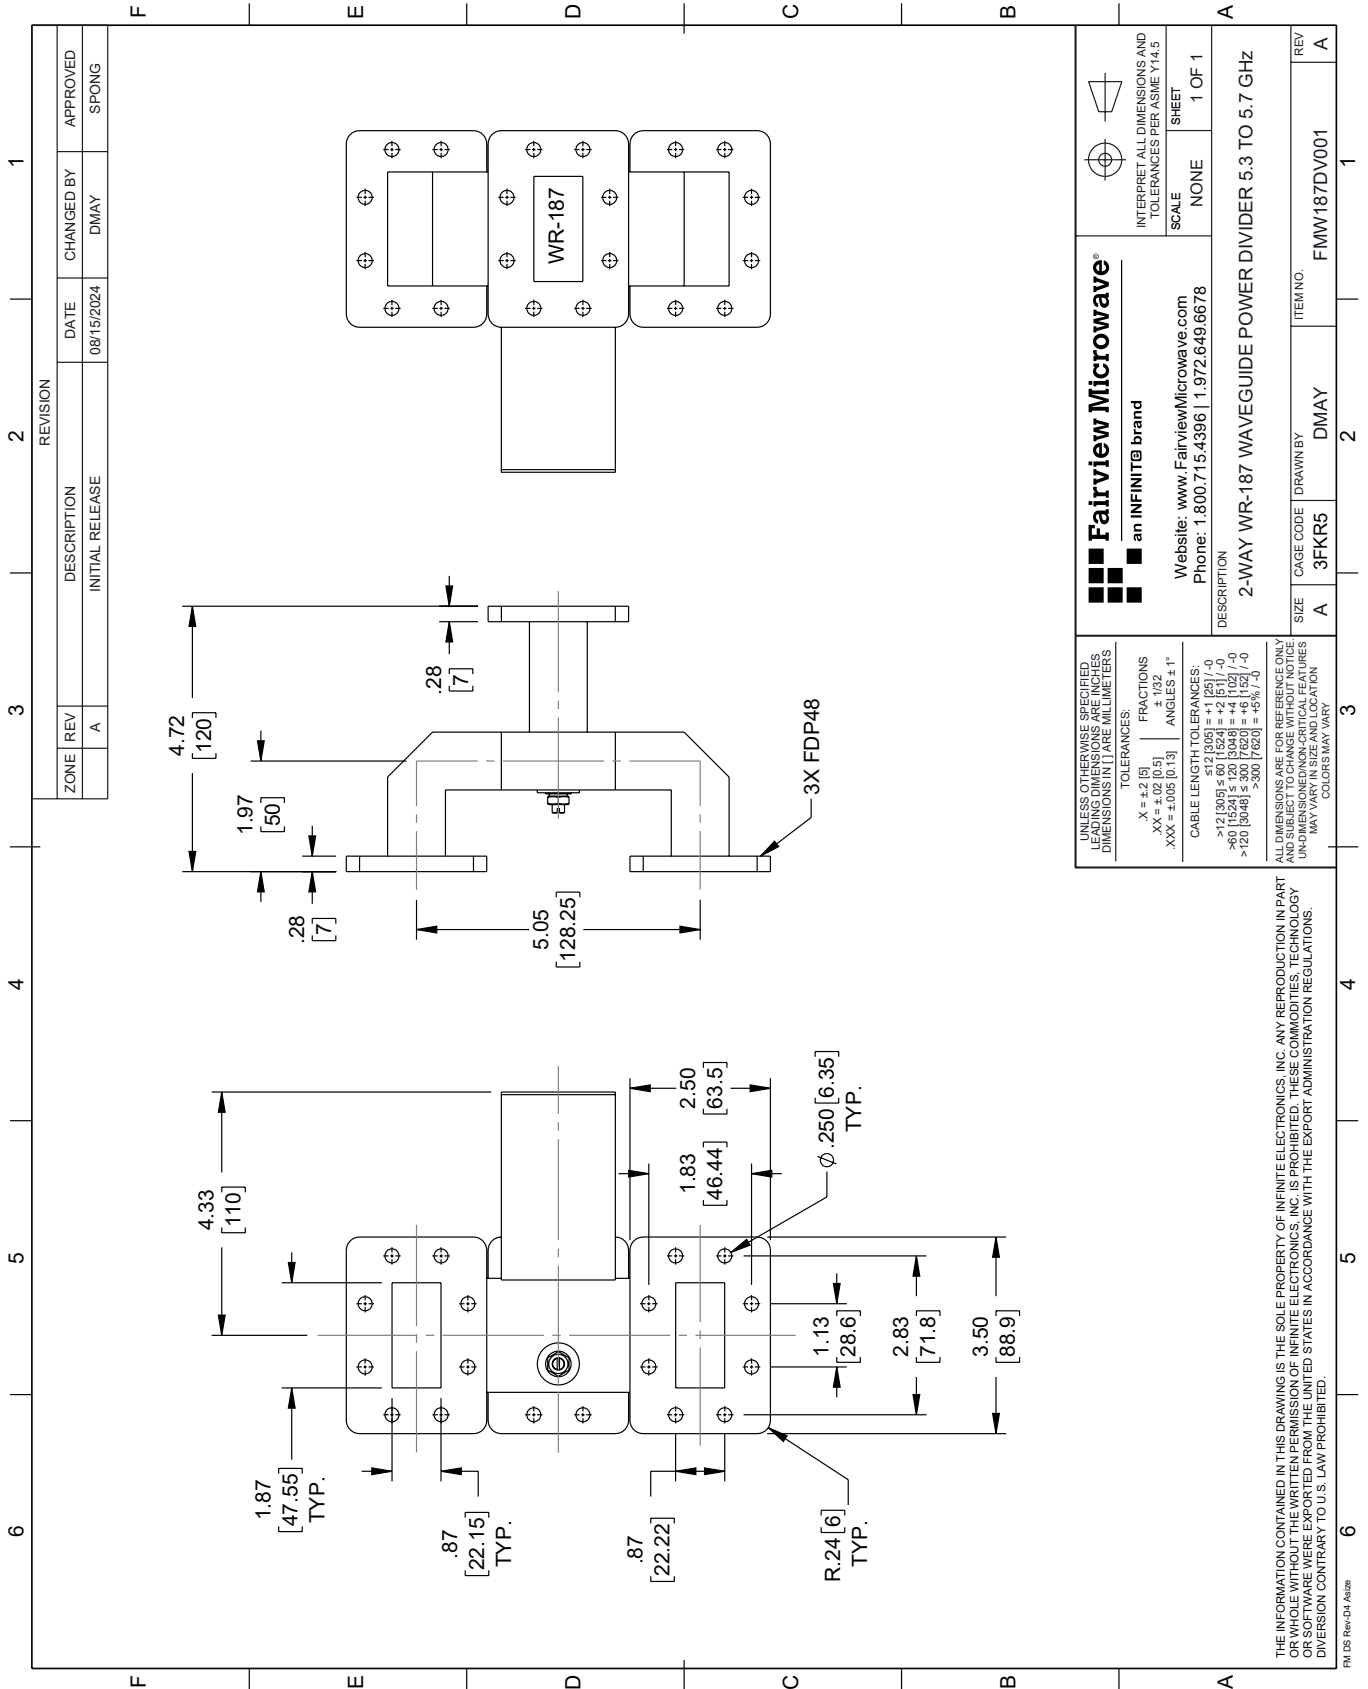 6
5
4
3
2
1
F
E
D
C
B
A
REVISION
ZONE
REV
DESCRIPTION
DATE
CHANGED BY
APPROVED
A
INITIAL RELEASE
08/15/2024
DMAY
SPONG
1.87
[47.55]
TYP.
4.33
[110]
.87
[22.15]
TYP.
.87
[22.22]
R.24 [6]
TYP.
1.83
[46.44]
2.50
[63.5]
∅ .250 [6.35]
TYP.
1.13
[28.6]
2.83
[71.8]
3.50
[88.9]
4.72
[120]
1.97
[50]
.28
[7]
.28
[7]
5.05
[128.25]
3X FDP48
WR-187
UNLESS OTHERWISE SPECIFIED
LEADING DIMENSIONS ARE INCHES
DIMENSIONS IN [ ] ARE MILLIMETERS
TOLERANCES:
.X = ±.2 [5]
.XX = ±.02 [0.5]
.XXX = ±.005 [0.13]
FRACTIONS
± 1/32
ANGLES ± 1°
CABLE LENGTH TOLERANCES:
≤12 [305] = +1 [25] / -0
>12 [305] ≤ 60 [1524] = +2 [51] / -0
>60 [1524] ≤ 120 [3048] = +4 [102] / -0
>120 [3048] ≤ 300 [7620] = +6 [152] / -0
>300 [7620] = +5% / -0
ALL DIMENSIONS ARE FOR REFERENCE ONLY
AND SUBJECT TO CHANGE WITHOUT NOTICE.
UN-DIMENSIONED/NON-CRITICAL FEATURES
MAY VARY IN SIZE AND LOCATION
COLORS MAY VARY
Fairview Microwave®
an INFINIT@ brand
Website: www.FairviewMicrowave.com
Phone: 1.800.715.4396 | 1.972.649.6678
INTERPRET ALL DIMENSIONS AND
TOLERANCES PER ASME Y14.5
SCALE
NONE
SHEET
1 OF 1
DESCRIPTION
2-WAY WR-187 WAVEGUIDE POWER DIVIDER 5.3 TO 5.7 GHz
SIZE
A
CAGE CODE
3FKR5
DRAWN BY
DMAY
ITEM NO.
FMW187DV001
REV
A
THE INFORMATION CONTAINED IN THIS DRAWING IS THE SOLE PROPERTY OF INFINITE ELECTRONICS, INC. ANY REPRODUCTION IN PART
OR WHOLE WITHOUT THE WRITTEN PERMISSION OF INFINITE ELECTRONICS, INC. IS PROHIBITED. THESE COMMODITIES, TECHNOLOGY
OR SOFTWARE WERE EXPORTED FROM THE UNITED STATES IN ACCORDANCE WITH THE EXPORT ADMINISTRATION REGULATIONS.
DIVERSION CONTRARY TO U.S. LAW PROHIBITED.
F
E
D
C
B
A
6
5
4
3
2
1
FM DS Rev-D4 Asize